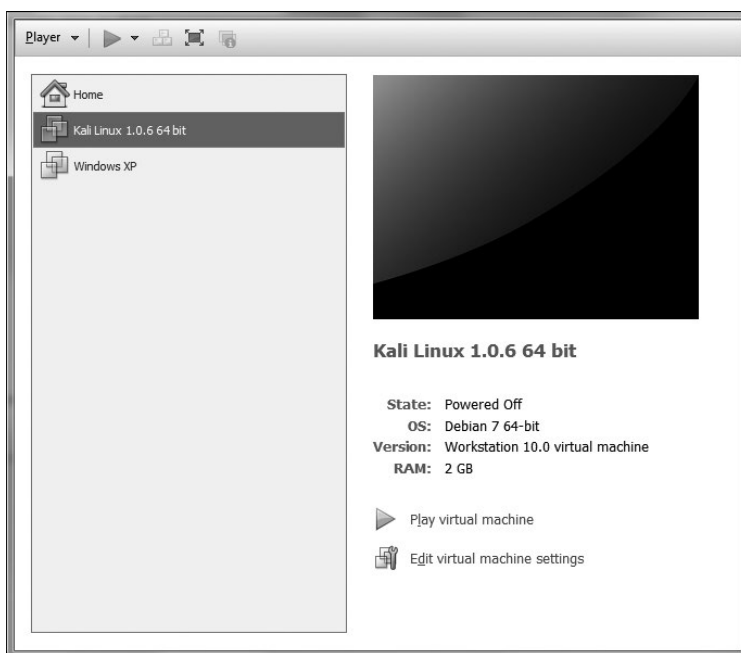 Player
Home
Kali Linux 1.0.6 64 bit
Windows XP
Kali Linux 1.0.6 64 bit
State: Powered Off
OS: Debian 7 64-bit
Version: Workstation 10.0 virtual machine
RAM: 2 GB
Play virtual machine
Edit virtual machine settings